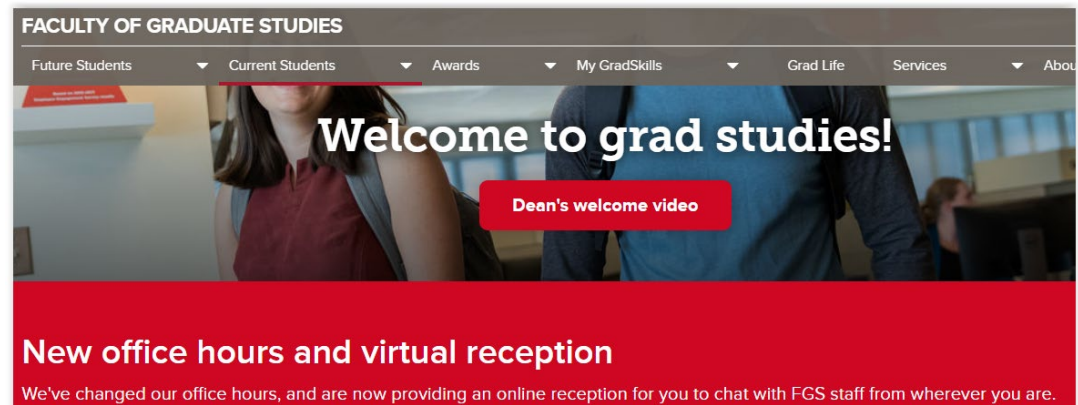 FACULTY OF GRADUATE STUDIES
Future Students Current Students Awards My GradSkills Grad Life Services Abou
Welcome to grad studies!
Dean's welcome video
New office hours and virtual reception
We've changed our office hours, and are now providing an online reception for you to chat with FGS staff from wherever you are.